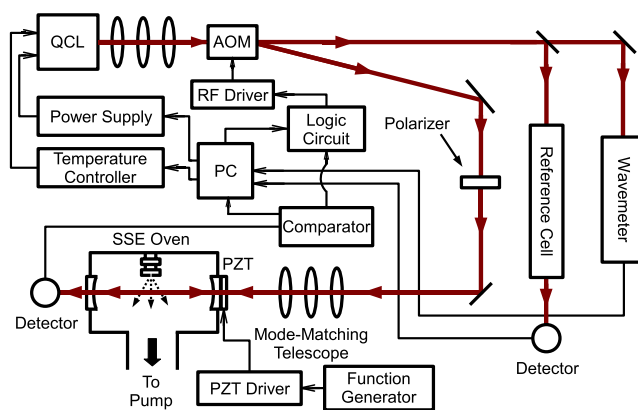 QCL
AOM
RF Driver
Power Supply
Logic
Circuit
Polarizer
Temperature
Controller
PC
Reference Cell
Wavemeter
Comparator
SSE Oven
PZT
Detector
Mode-Matching
Telescope
Detector
To
Pump
PZT Driver
Function
Generator